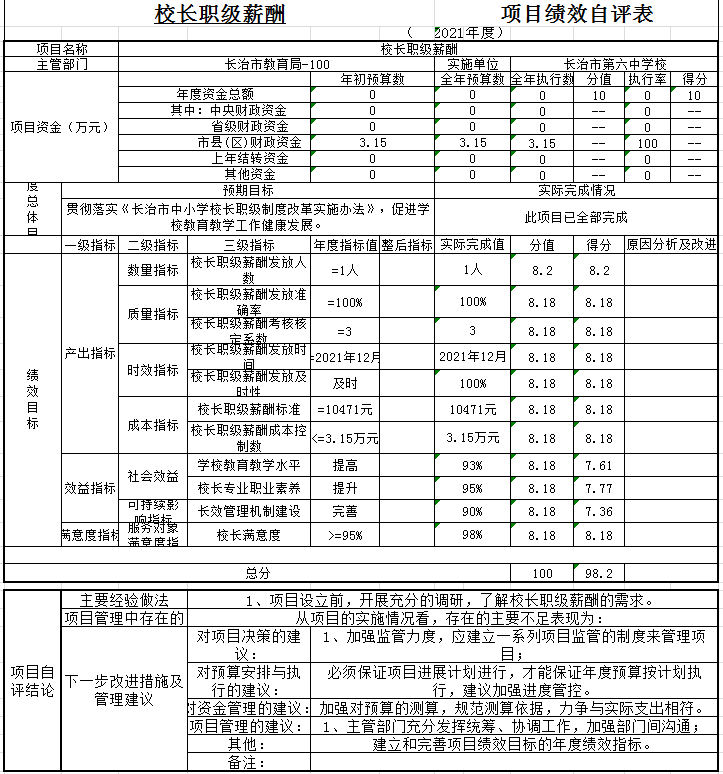 校长职级薪酬 项目绩效自评表
（ 2021年度）
项目名称 校长职级薪酬
主管部门 长治市教育局-100 实施单位 长治市第六中学校
项目资金（万元） 年初预算数 全年预算数 全年执行数 分值 执行率 得分
年度资金总额 0 0 0 10 0 10
其中：中央财政资金 0 0 0 -- 0 --
省级财政资金 0 0 0 -- 0 --
市县(区)财政资金 3.15 3.15 3.15 -- 100 --
上年结转资金 0 0 0 -- 0 --
其他资金 0 0 0 -- 0 --
度总体目 预期目标 实际完成情况
贯彻落实《长治市中小学校长职级制度改革实施办法》，促进学
校教育教学工作健康发展。
此项目已全部完成
绩效目标
一级指标 二级指标 三级指标 年度指标值 整后指标 实际完成值 分值 得分 原因分析及改进
产出指标 数量指标 校长职级薪酬发放人
数
=1人 1人 8.2 8.2
质量指标 校长职级薪酬发放准
确率
=100% 100% 8.18 8.18
校长职级薪酬考核核
定系数
=3 3 8.18 8.18
时效指标 校长职级薪酬发放时
间
=2021年12月 2021年12月 8.18 8.18
校长职级薪酬发放及
时性
及时 100% 8.18 8.18
成本指标 校长职级薪酬标准 =10471元 10471元 8.18 8.18
校长职级薪酬成本控
制数
<=3.15万元 3.15万元 8.18 8.18
效益指标 社会效益 学校教育教学水平 提高 93% 8.18 7.61
校长专业职业素养 提升 95% 8.18 7.77
可持续影
响指标
长效管理机制建设 完善 90% 8.18 7.36
满意度指标 服务对象
满意度指
校长满意度 >=95% 98% 8.18 8.18
总分 100 98.2
项目自
评结论
主要经验做法 1、项目设立前，开展充分的调研，了解校长职级薪酬的需求。
项目管理中存在的 从项目的实施情况看，存在的主要不足表现为：
下一步改进措施及
管理建议
对项目决策的建
议：
1、加强监管力度，应建立一系列项目监管的制度来管理项
目；
对预算安排与执
行的建议：
必须保证项目进展计划进行，才能保证年度预算按计划执
行，建议加强进度管控。
对资金管理的建议： 加强对预算的测算，规范测算依据，力争与实际支出相符。
项目管理的建议： 1、主管部门充分发挥统筹、协调工作，加强部门间沟通；
其他： 建立和完善项目绩效目标的年度绩效指标。
备注：